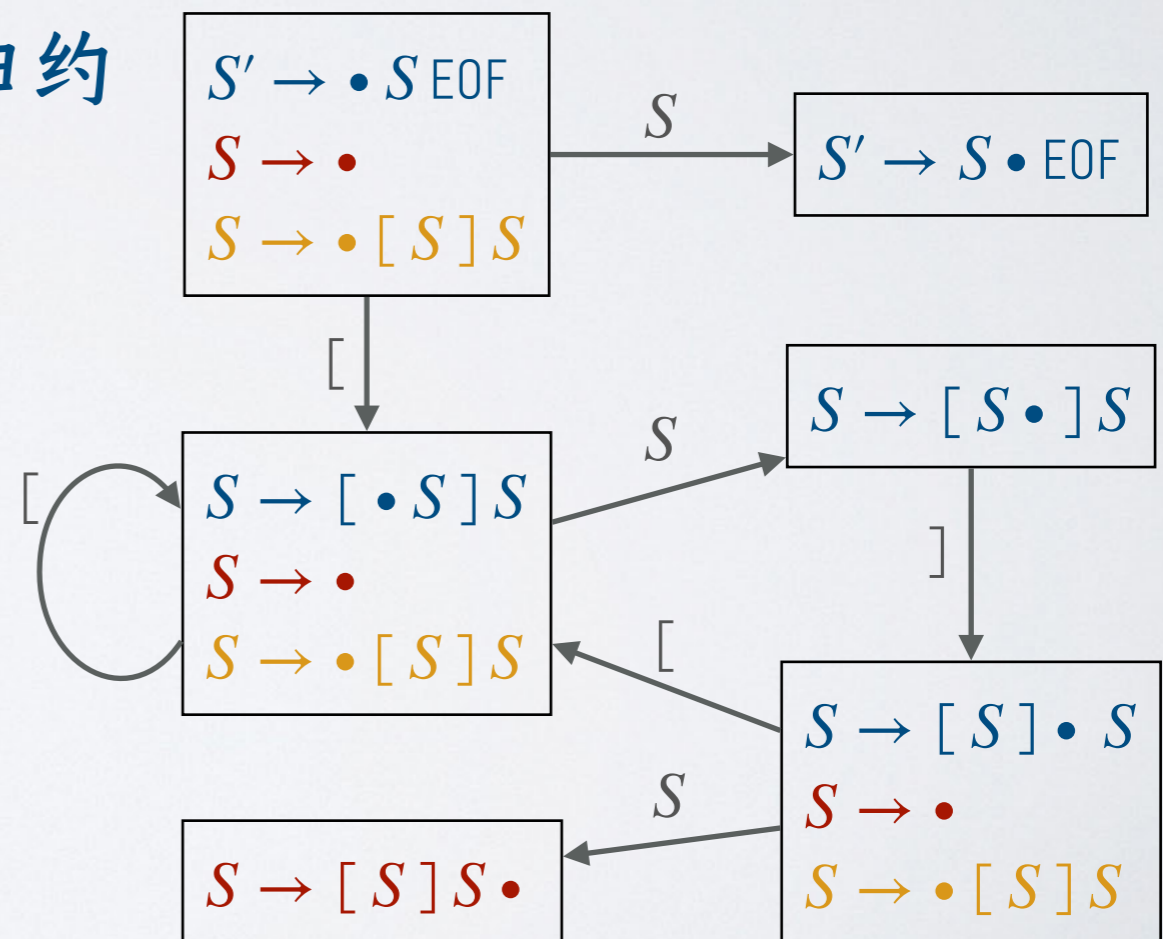 约
S′ → • S EOF
S → •
S → • [ S ] S
S
S′ → S • EOF
[
S → [ S • ] S
S
[
S → [ • S ] S
S → •
S → • [ S ] S
]
[
S → [ S ] • S
S → •
S → • [ S ] S
S
S → [ S ] S •